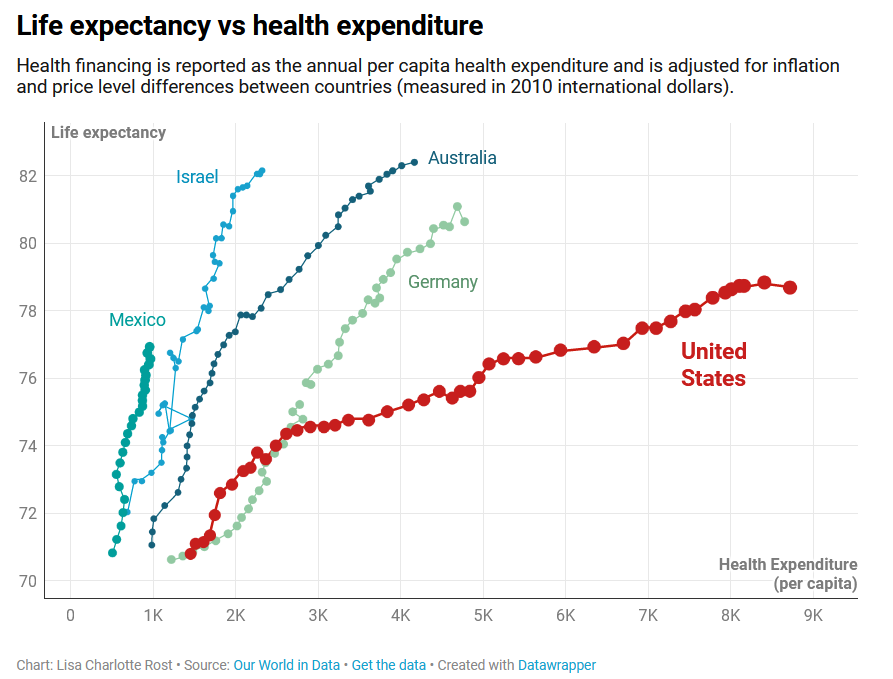 Life expectancy vs health expenditure
Health financing is reported as the annual per capita health expenditure and is adjusted for inflation
and price level differences between countries (measured in 2010 international dollars).
Life expectancy
Australia
Israel
82
80
Germany
78
Mexico
United
States
76
74
72
Health Expenditure
(per capita)
70
0 1K 2K 3K 4K 5K 6K 7K 8K 9K
Chart: Lisa Charlotte Rost • Source: Our World in Data • Get the data • Created with Datawrapper